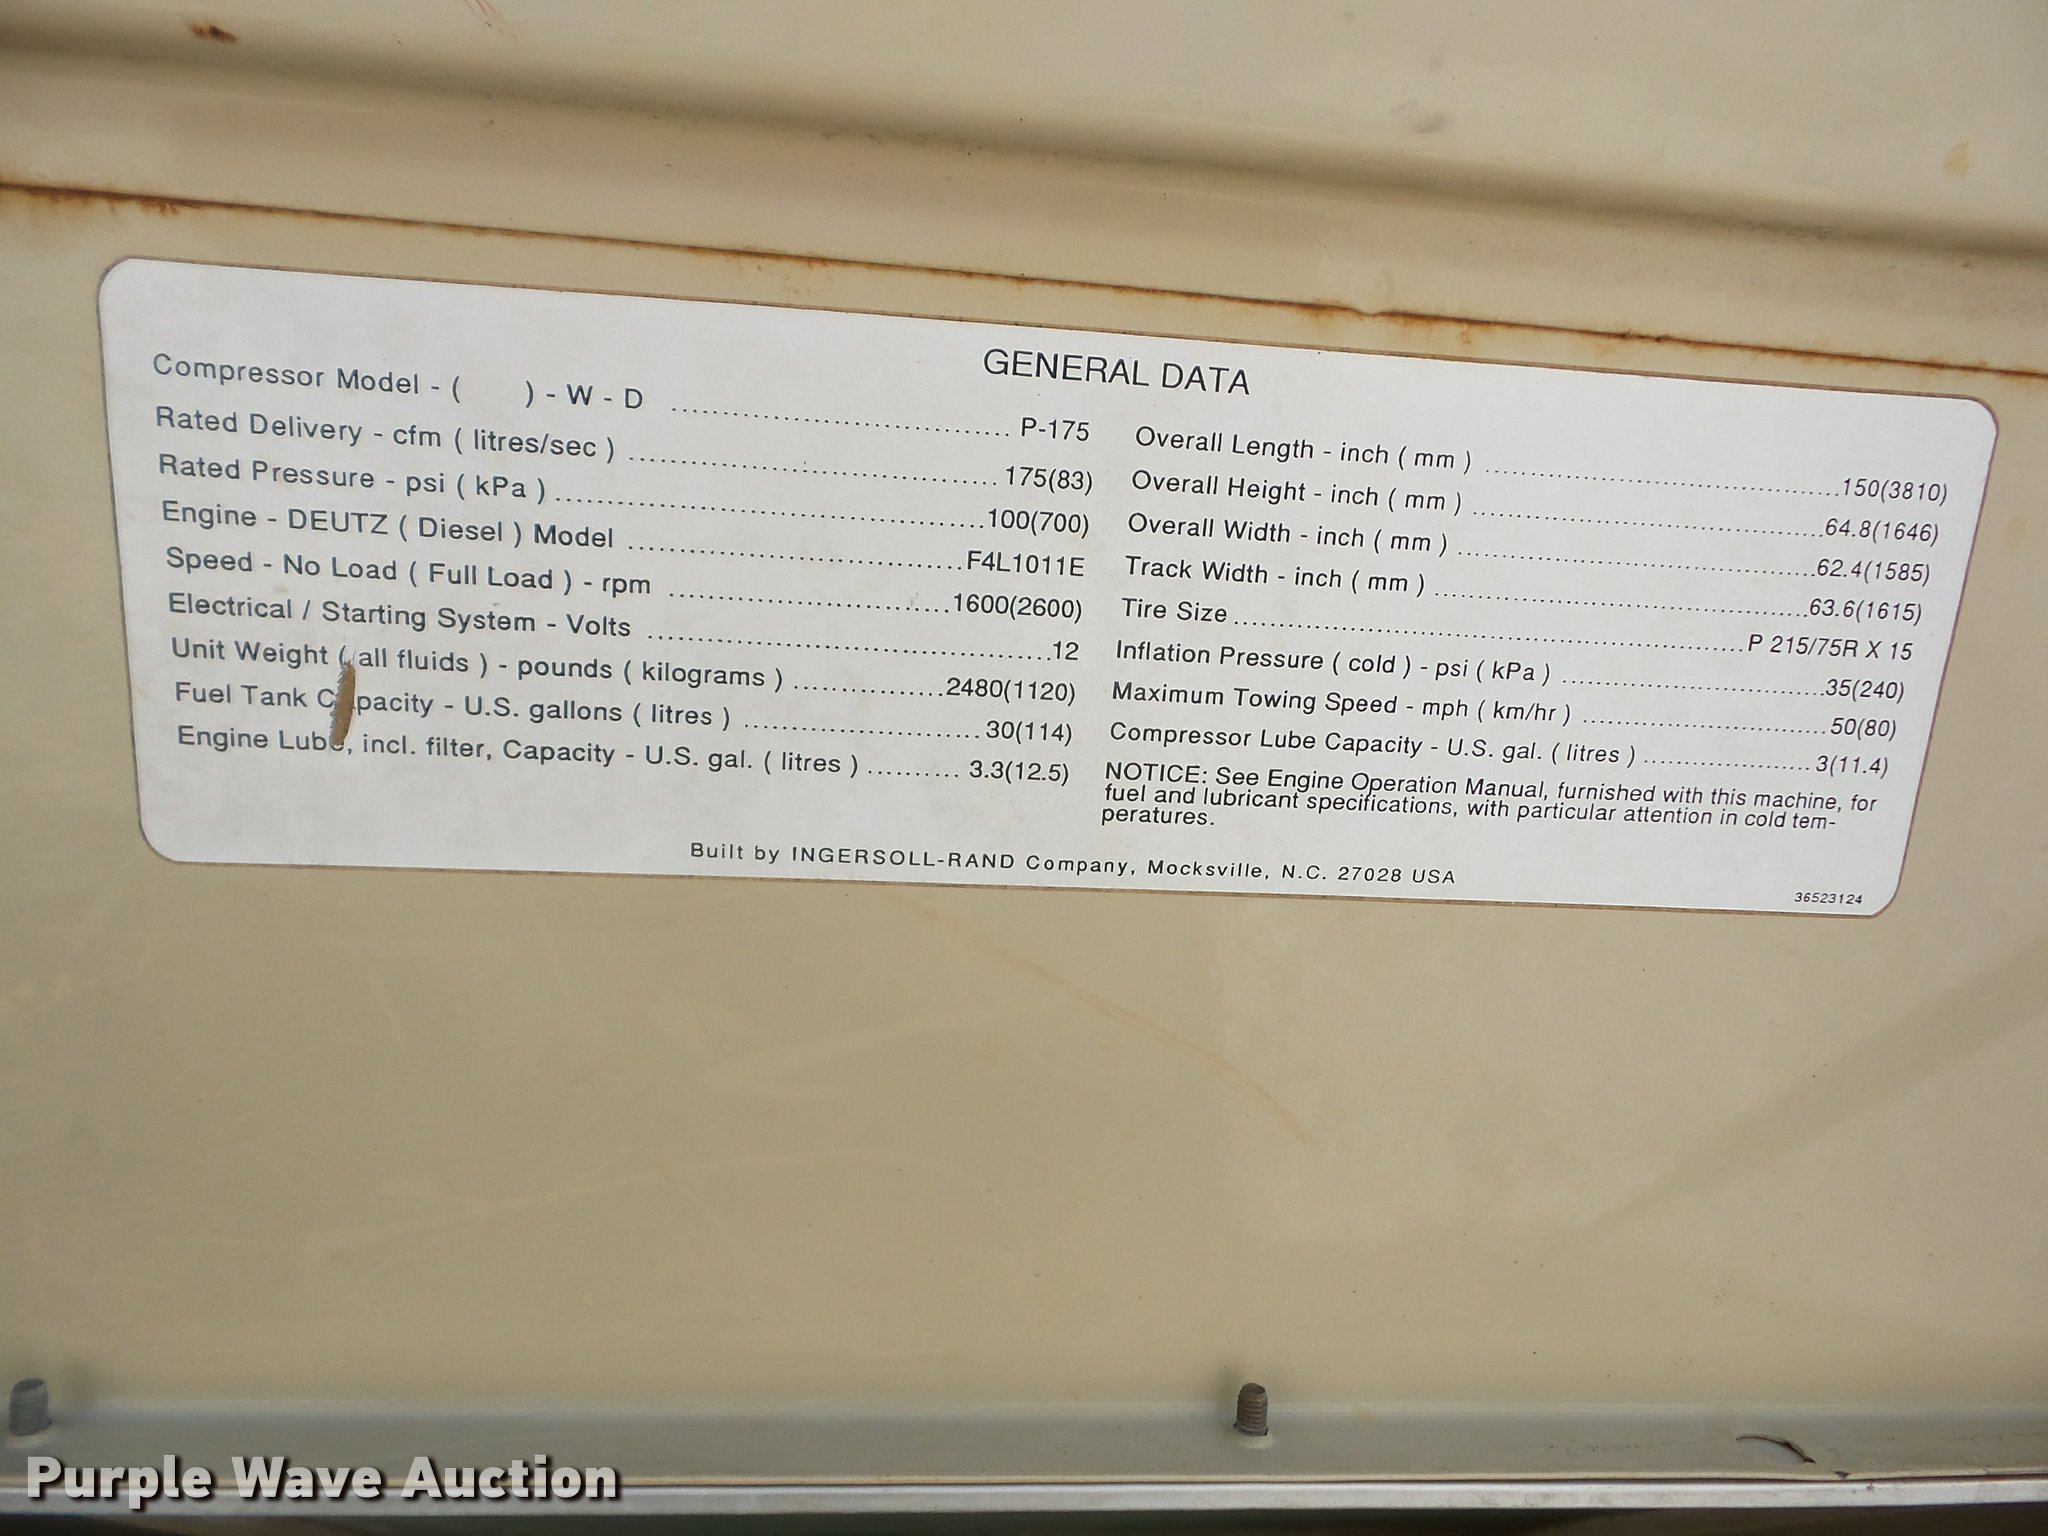 GENERAL DATA
Compressor Model - ( ) - W - D ........ P-175
Rated Delivery - cfm ( litres/sec ) ........ 175(83)
Rated Pressure - psi ( kPa ) ........ 100(700)
Engine - DEUTZ ( Diesel ) Model ........ F4L1011E
Speed - No Load ( Full Load ) - rpm ........ 1600(2600)
Electrical / Starting System - Volts ........ 12
Unit Weight ( all fluids ) - pounds ( kilograms ) ........ 2480(1120)
Fuel Tank Capacity - U.S. gallons ( litres ) ........ 30(114)
Engine Lube, incl. filter, Capacity - U.S. gal. ( litres ) ........ 3.3(12.5)
Overall Length - inch ( mm ) ........ 150(3810)
Overall Height - inch ( mm ) ........ 64.8(1646)
Overall Width - inch ( mm ) ........ 62.4(1585)
Track Width - inch ( mm ) ........ 63.6(1615)
Tire Size ........ P 215/75R X 15
Inflation Pressure ( cold ) - psi ( kPa ) ........ 35(240)
Maximum Towing Speed - mph ( km/hr ) ........ 50(80)
Compressor Lube Capacity - U.S. gal. ( litres ) ........ 3(11.4)
NOTICE: See Engine Operation Manual, furnished with this machine, for
fuel and lubricant specifications, with particular attention in cold tem-
peratures.
Built by INGERSOLL-RAND Company, Mocksville, N.C. 27028 USA
36523124
Purple Wave Auction